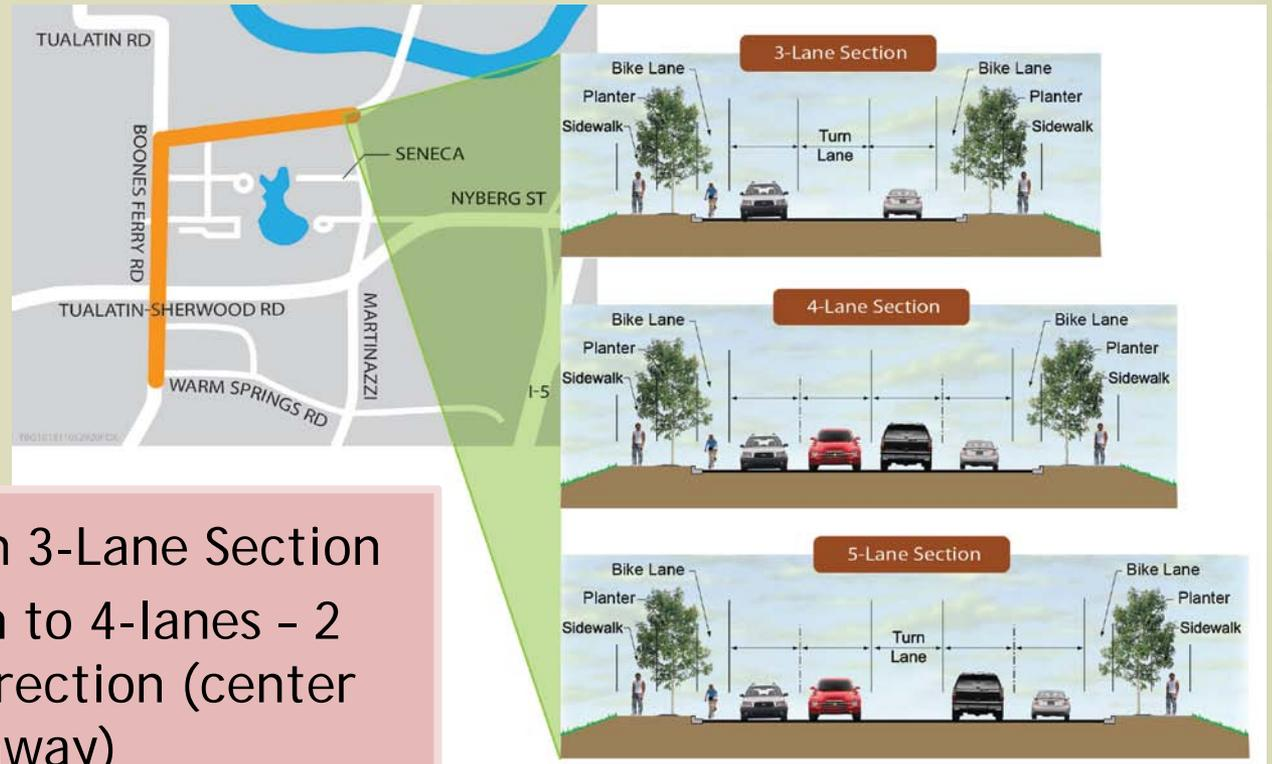 TUALATIN RD
BOONES FERRY RD
SENECA
NYBERG ST
TUALATIN-SHERWOOD RD
MARTINAZZI
WARM SPRINGS RD
I-5
3-Lane Section
Bike Lane
Bike Lane
Planter
Planter
Sidewalk
Sidewalk
Turn
Lane
4-Lane Section
Bike Lane
Bike Lane
Planter
Planter
Sidewalk
Sidewalk
5-Lane Section
Bike Lane
Bike Lane
Planter
Planter
Sidewalk
Sidewalk
Turn
Lane
3-Lane Section
to 4-lanes – 2
(center